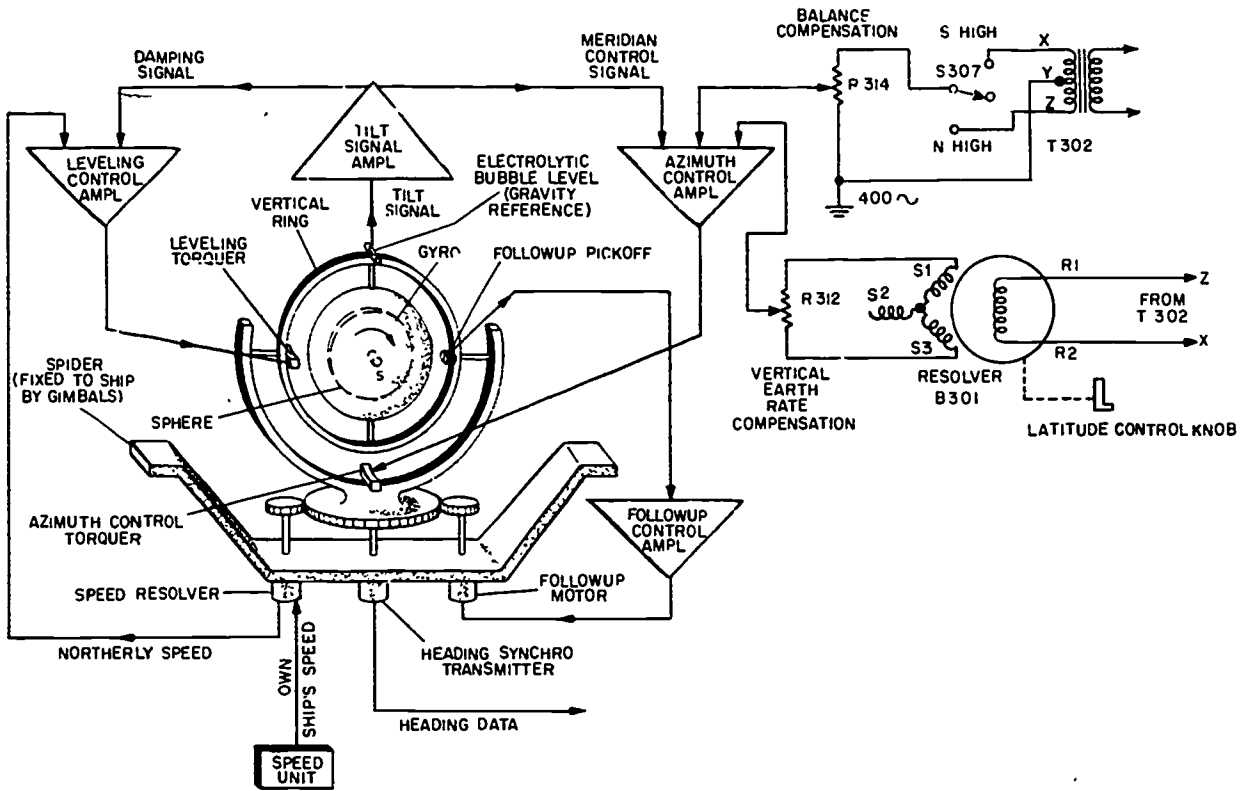 BALANCE
COMPENSATION
S HIGH
X
DAMPING
SIGNAL
MERIDIAN
CONTROL
SIGNAL
S307
P 314
Y
Z
N HIGH
T 302
400~
LEVELING
CONTROL
AMPL
TILT
SIGNAL
AMPL
ELECTROLYTIC
BUBBLE LEVEL
(GRAVITY
REFERENCE)
AZIMUTH
CONTROL
AMPL
TILT
SIGNAL
VERTICAL
RING
LEVELING
TORQUER
GYRO
FOLLOWUP PICKOFF
S1
S2
S3
R1
R2
Z
FROM
T 302
X
R 312
G
S
SPIDER
(FIXED TO SHIP
BY GIMBALS)
SPHERE
VERTICAL
EARTH
RATE
COMPENSATION
RESOLVER
B301
LATITUDE CONTROL KNOB
AZIMUTH CONTROL
TORQUER
FOLLOWUP
CONTROL
AMPL
SPEED RESOLVER
FOLLOWUP
MOTOR
NORTHERLY SPEED
OWN
SHIP'S SPEED
HEADING SYNCHRO
TRANSMITTER
HEADING DATA
SPEED
UNIT